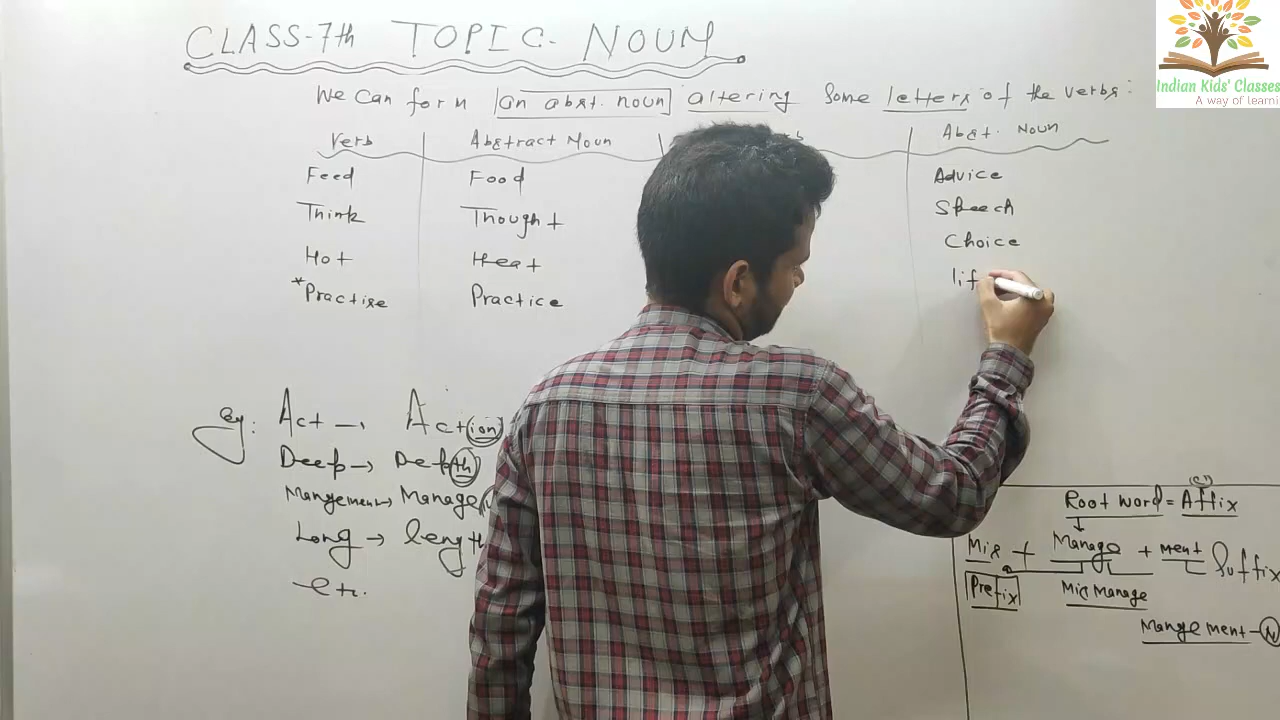 CLASS-7th TOPIC- NOUN
Indian Kids' Classes
A way of learni
We Can form an abst. noun altering some letters of the verbs:
Verb Abstract Noun Abst. Noun
Feed Food Advice
Think Thought Speech
Hot Heat Choice
*Practise Practice lif
Eg: Act → Action
Deep → Depth
Mangement → Manage
Long → length
etc.
Root word = Affix
Mis + Manage + ment Suffix
Prefix Mis Manage
Mangement - N